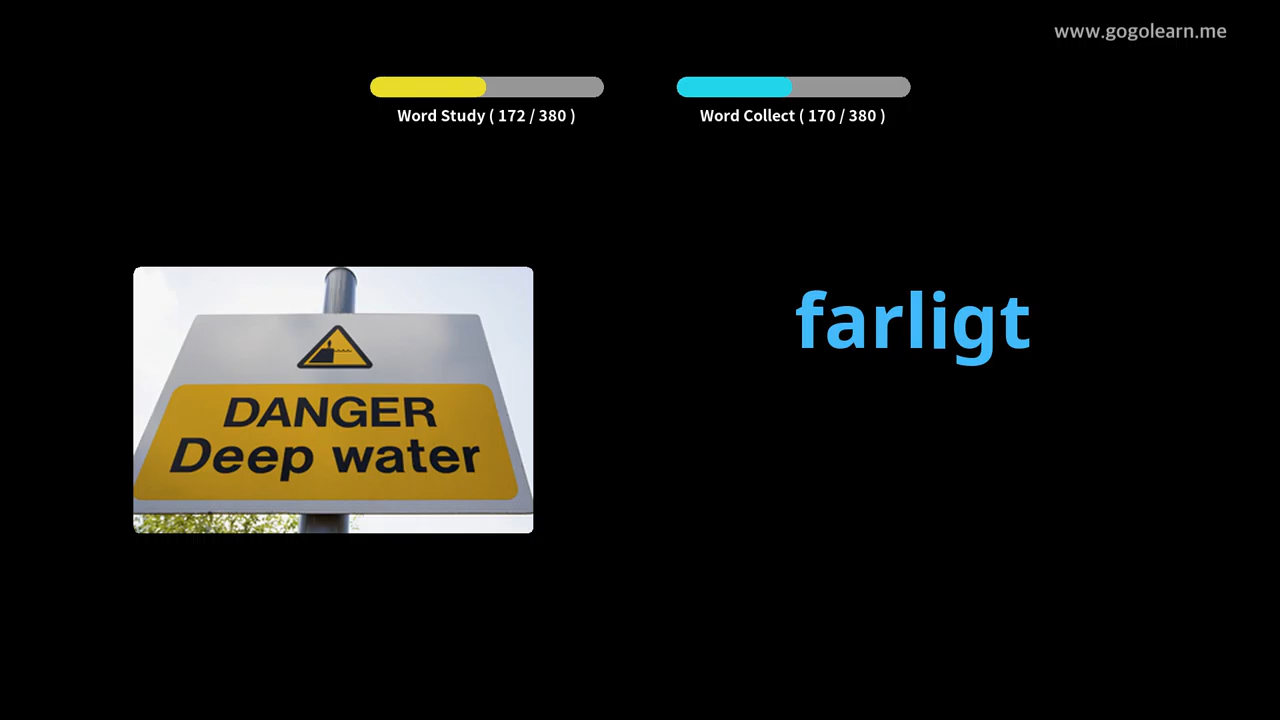 www.gogolearn.me
Word Study ( 172 / 380 )
Word Collect ( 170 / 380 )
DANGER
Deep water
farligt